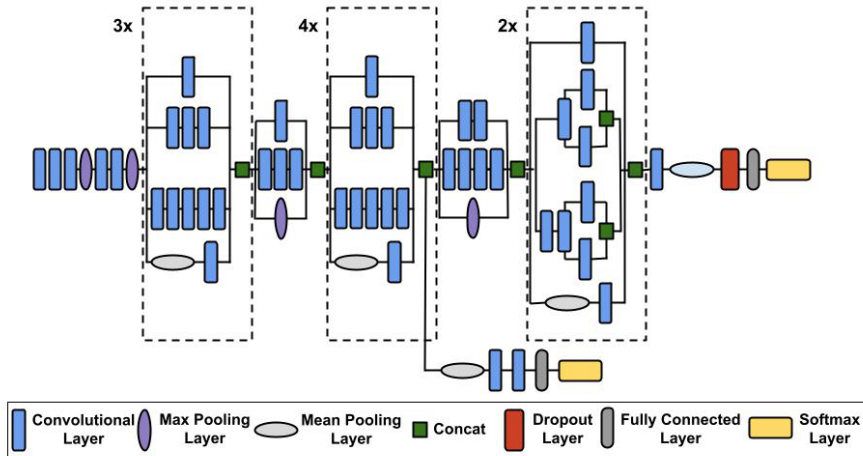 3x
4x
2x
Convolutional
Layer
Max Pooling
Layer
Mean Pooling
Layer
Concat
Dropout
Layer
Fully Connected
Layer
Softmax
Layer